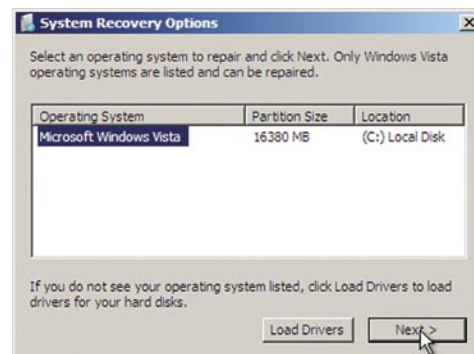 System Recovery Options
Select an operating system to repair and click Next. Only Windows Vista
operating systems are listed and can be repaired.
Operating System Partition Size Location
Microsoft Windows Vista 16380 MB (C:) Local Disk
If you do not see your operating system listed, click Load Drivers to load
drivers for your hard disks.
Load Drivers Next >